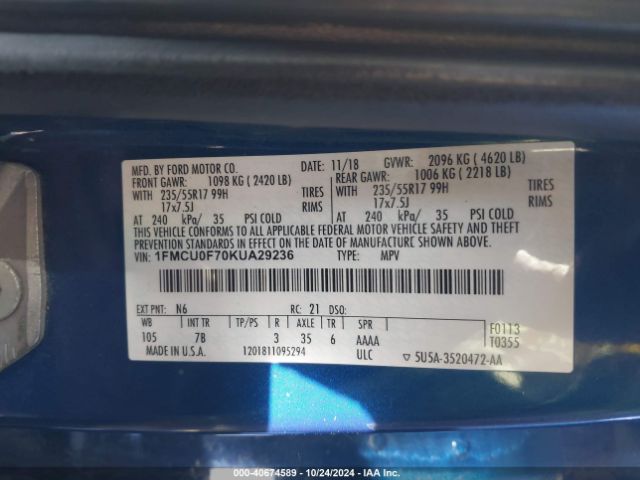 MFD. BY FORD MOTOR CO. DATE: 11/18 GVWR: 2096 KG ( 4620 LB)
FRONT GAWR: 1098 KG ( 2420 LB) REAR GAWR: 1006 KG ( 2218 LB)
WITH 235/55R17 99H TIRES WITH 235/55R17 99H TIRES
17x7.5J RIMS 17x7.5J RIMS
AT 240 kPa/ 35 PSI COLD AT 240 kPa/ 35 PSI COLD
THIS VEHICLE CONFORMS TO ALL APPLICABLE FEDERAL MOTOR VEHICLE SAFETY AND THEFT
PREVENTION STANDARDS IN EFFECT ON THE DATE OF MANUFACTURE SHOWN ABOVE.
VIN: 1FMCU0F70KUA29236 TYPE: MPV
EXT PNT: N6 RC: 21 DSO: F0113
WB INT TR TP/PS R AXLE TR SPR T0355
105 7B 3 35 6 AAAA
MADE IN U.S.A. 1201811095294 ULC ▽ 5U5A-3520472-AA
000-40674589 - 10/24/2024 - IAA Inc.